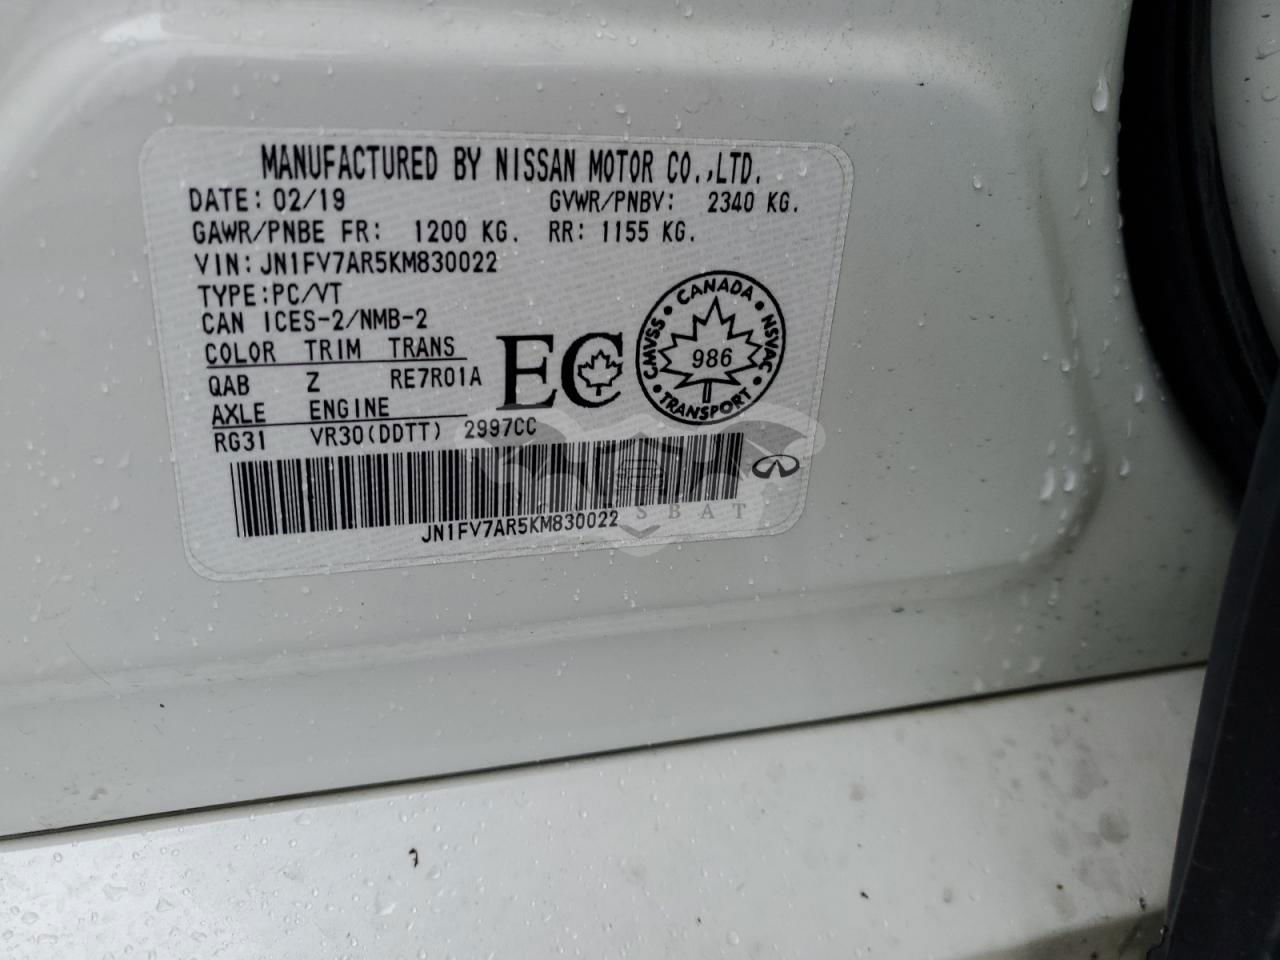 MANUFACTURED BY NISSAN MOTOR CO.,LTD.
DATE: 02/19 GVWR/PNBV: 2340 KG.
GAWR/PNBE FR: 1200 KG. RR: 1155 KG.
VIN: JN1FV7AR5KM830022
TYPE:PC/VT
CAN ICES-2/NMB-2
COLOR TRIM TRANS
QAB Z RE7R01A
AXLE ENGINE
RG31 VR30(DDTT) 2997CC
EC
CANADA
CMVSS 986 NSVAC
TRANSPORT
JN1FV7AR5KM830022
SBAT